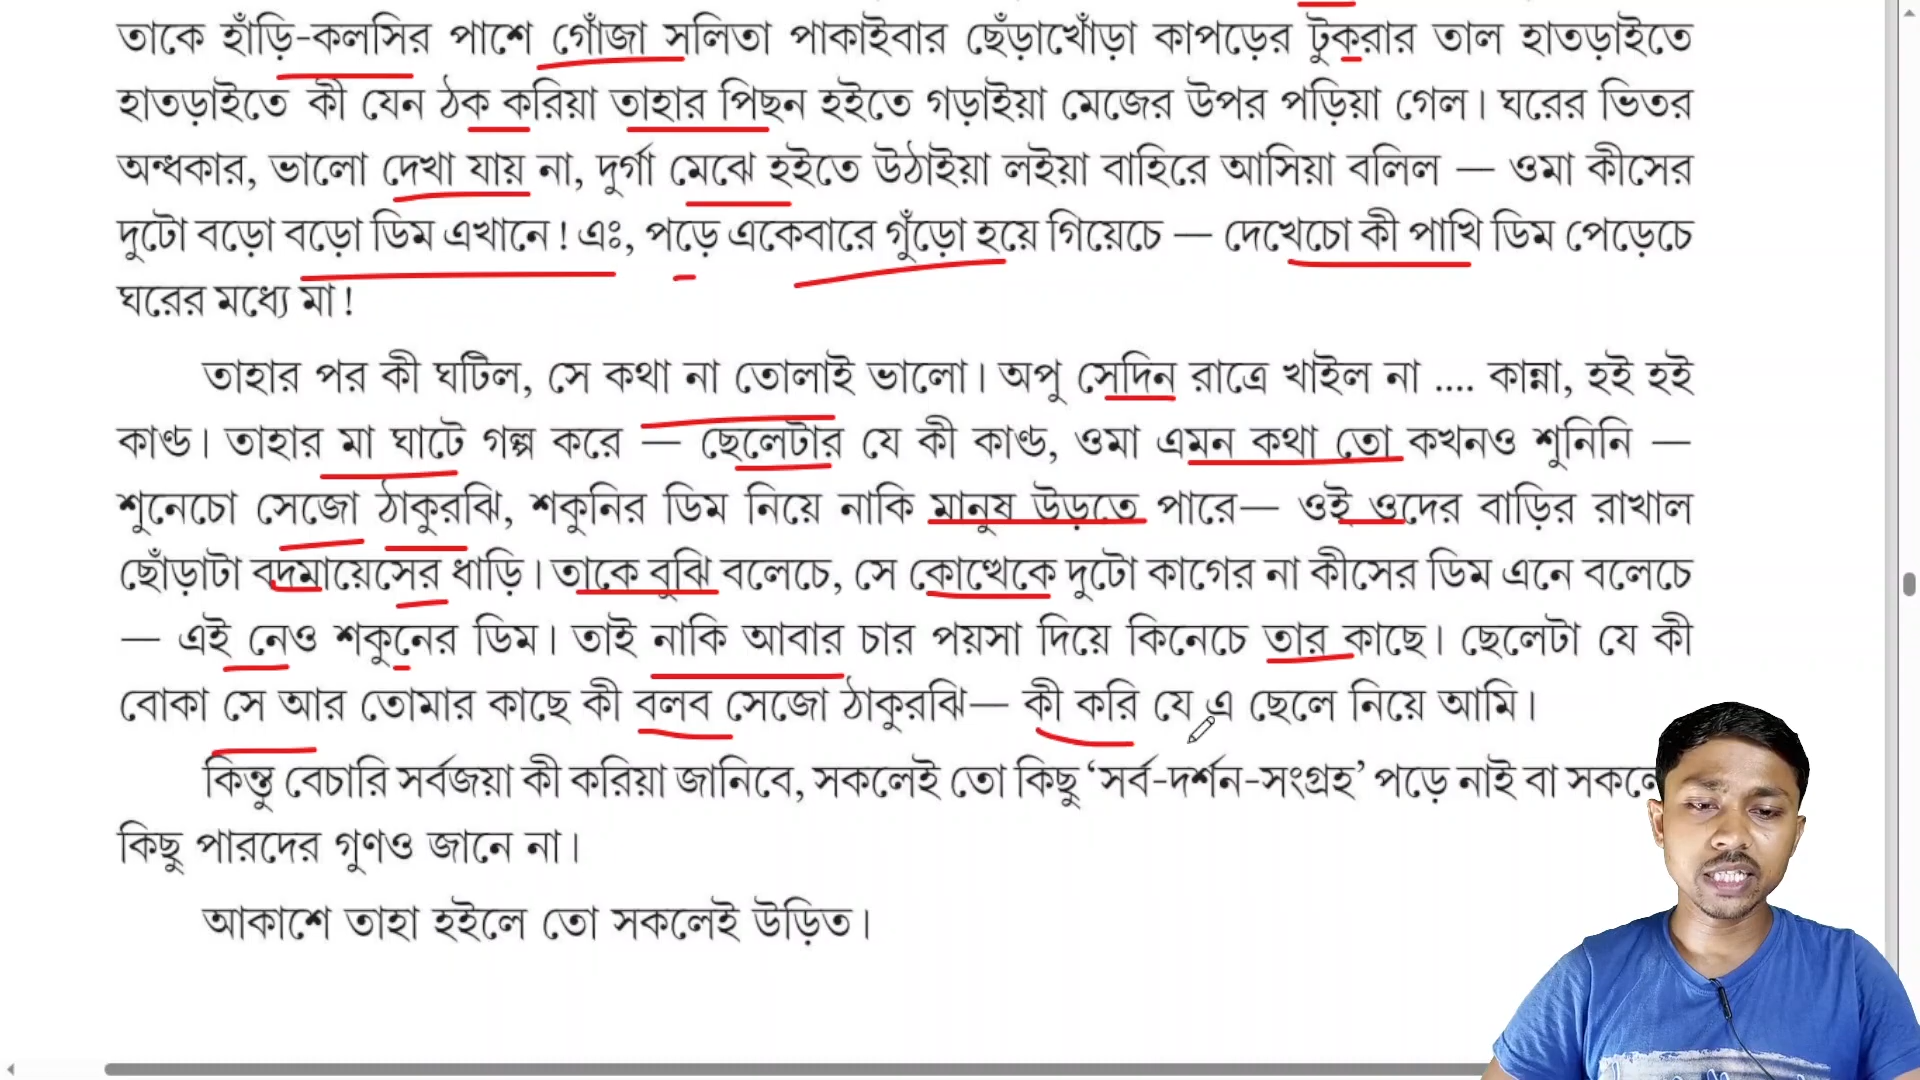 তাকে হাঁড়ি-কলসির পাশে গোঁজা সলিতা পাকাইবার ছেঁড়াখোঁড়া কাপড়ের টুকরার তাল হাতড়াইতে
হাতড়াইতে কী যেন ঠক করিয়া তাহার পিছন হইতে গড়াইয়া মেজের উপর পড়িয়া গেল। ঘরের ভিতর
অন্ধকার, ভালো দেখা যায় না, দুর্গা মেঝে হইতে উঠাইয়া লইয়া বাহিরে আসিয়া বলিল — ওমা কীসের
দুটো বড়ো বড়ো ডিম এখানে! এঃ, পড়ে একেবারে গুঁড়ো হয়ে গিয়েচে — দেখেচো কী পাখি ডিম পেড়েচে
ঘরের মধ্যে মা!
তাহার পর কী ঘটিল, সে কথা না তোলাই ভালো। অপু সেদিন রাত্রে খাইল না .... কান্না, হই হই
কাণ্ড। তাহার মা ঘাটে গল্প করে — ছেলেটার যে কী কাণ্ড, ওমা এমন কথা তো কখনও শুনিনি —
শুনেচো সেজো ঠাকুরঝি, শকুনির ডিম নিয়ে নাকি মানুষ উড়তে পারে— ওই ওদের বাড়ির রাখাল
ছোঁড়াটা বদমায়েসের ধাড়ি। তাকে বুঝি বলেচে, সে কোত্থেকে দুটো কাগের না কীসের ডিম এনে বলেচে
— এই নেও শকুনের ডিম। তাই নাকি আবার চার পয়সা দিয়ে কিনেচে তার কাছে। ছেলেটা যে কী
বোকা সে আর তোমার কাছে কী বলব সেজো ঠাকুরঝি— কী করি যে এ ছেলে নিয়ে আমি।
কিন্তু বেচারি সর্বজয়া কী করিয়া জানিবে, সকলেই তো কিছু ‘সর্ব-দর্শন-সংগ্রহ’ পড়ে নাই বা
কিছু পারদের গুণও জানে না।
আকাশে তাহা হইলে তো সকলেই উড়িত।